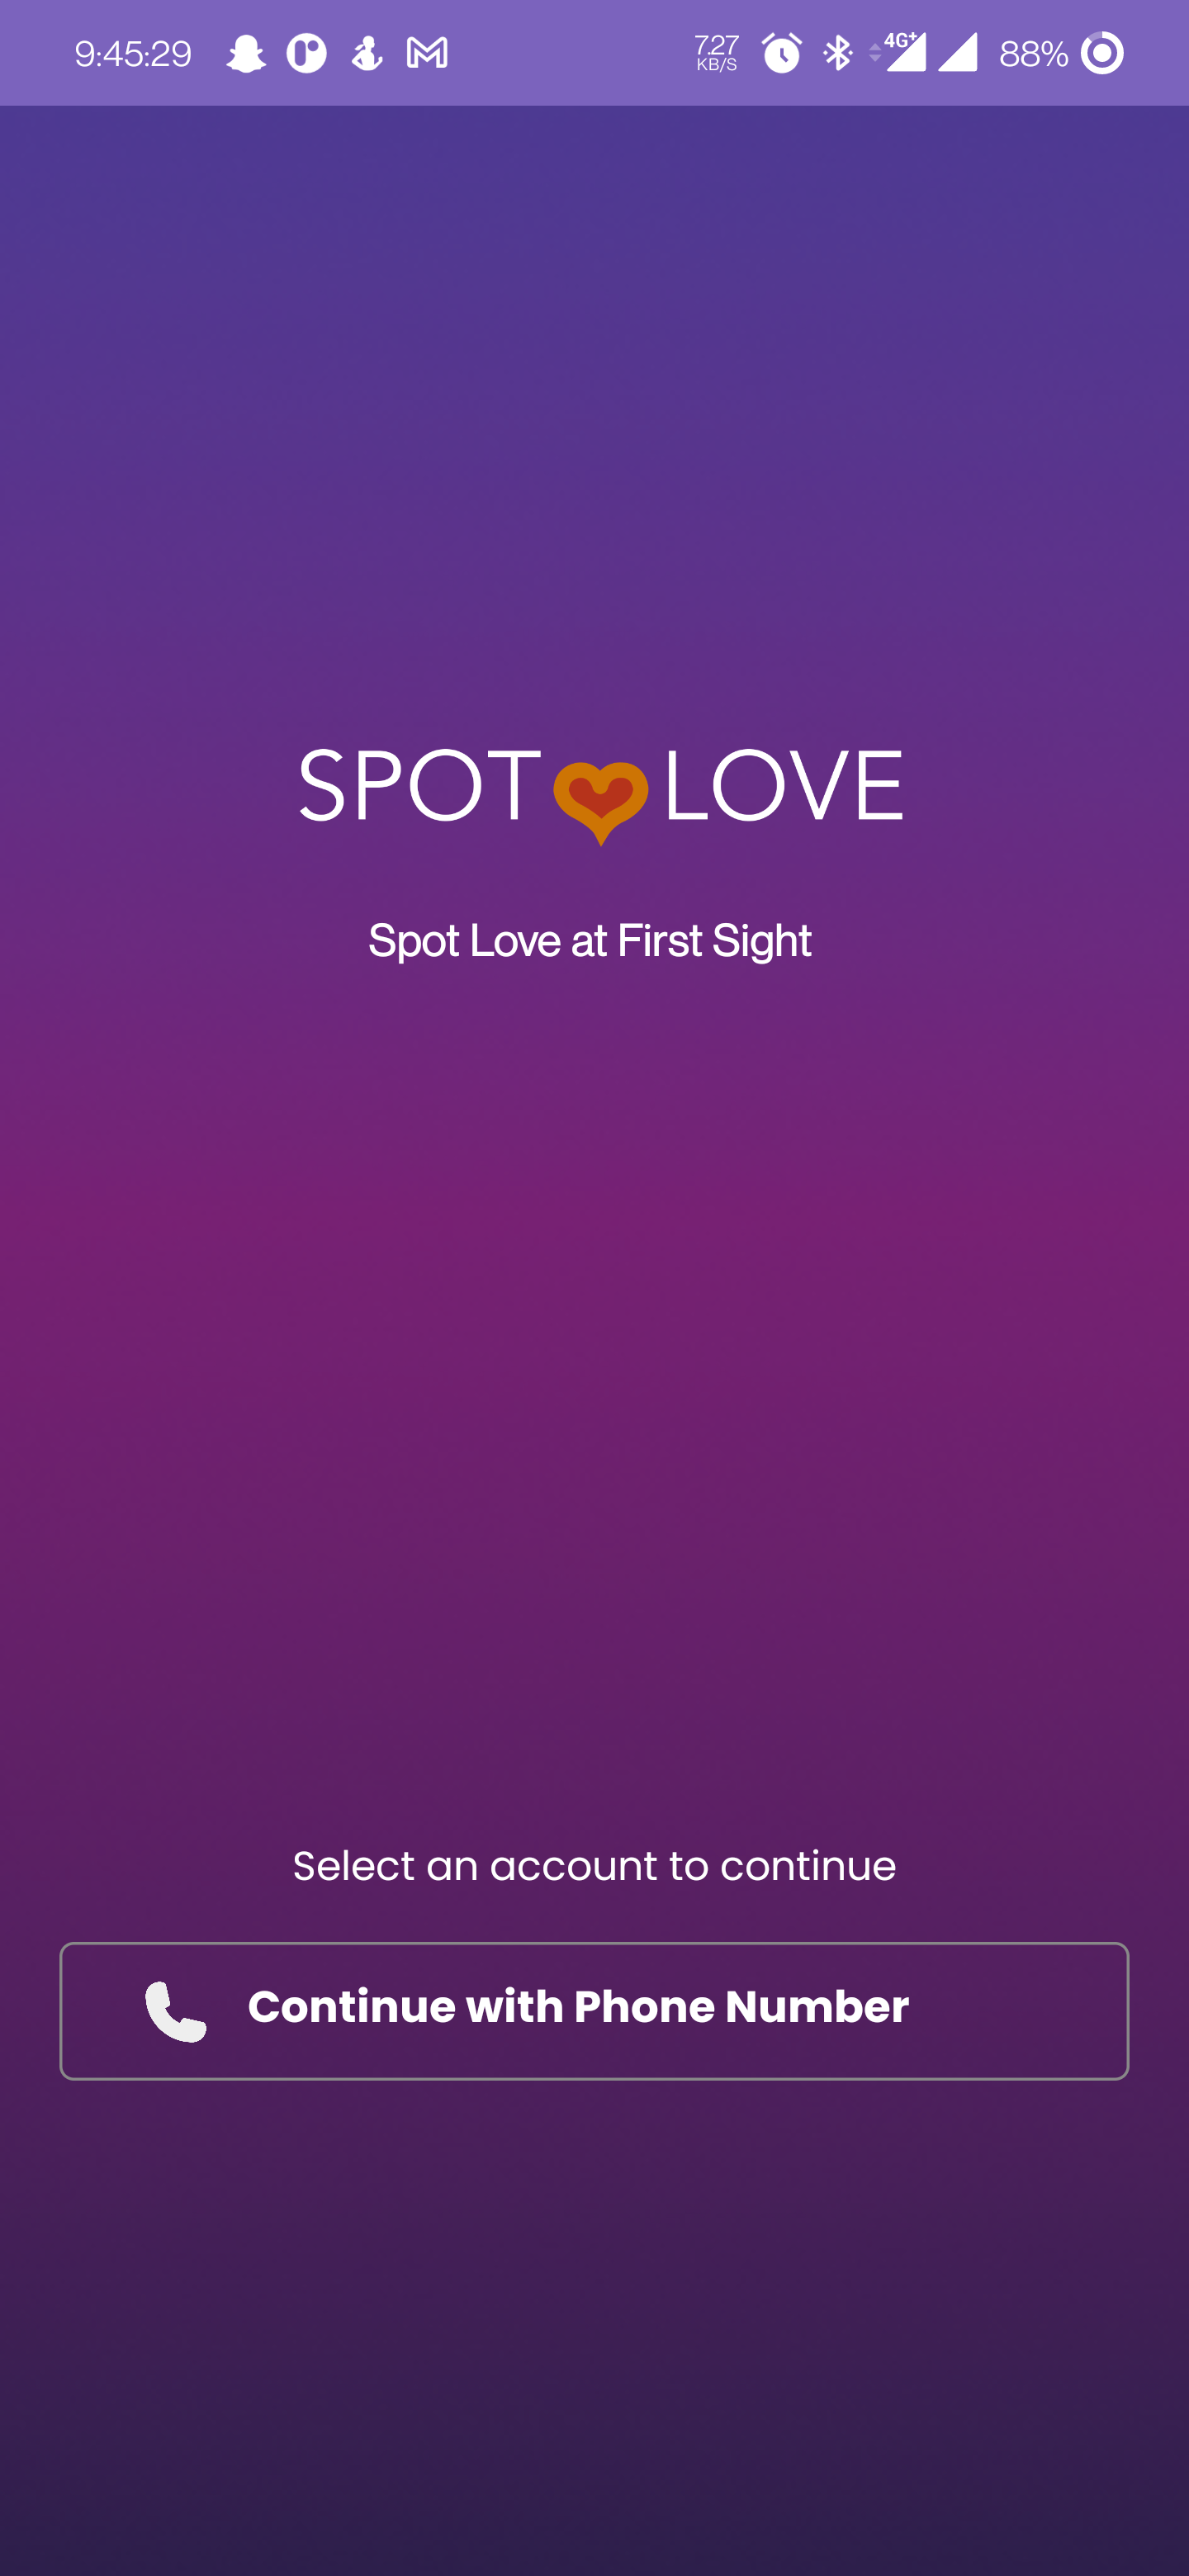 9:45:29
7.27
KB/S
4G+
88%
SPOT LOVE
Spot Love at First Sight
Select an account to continue
Continue with Phone Number